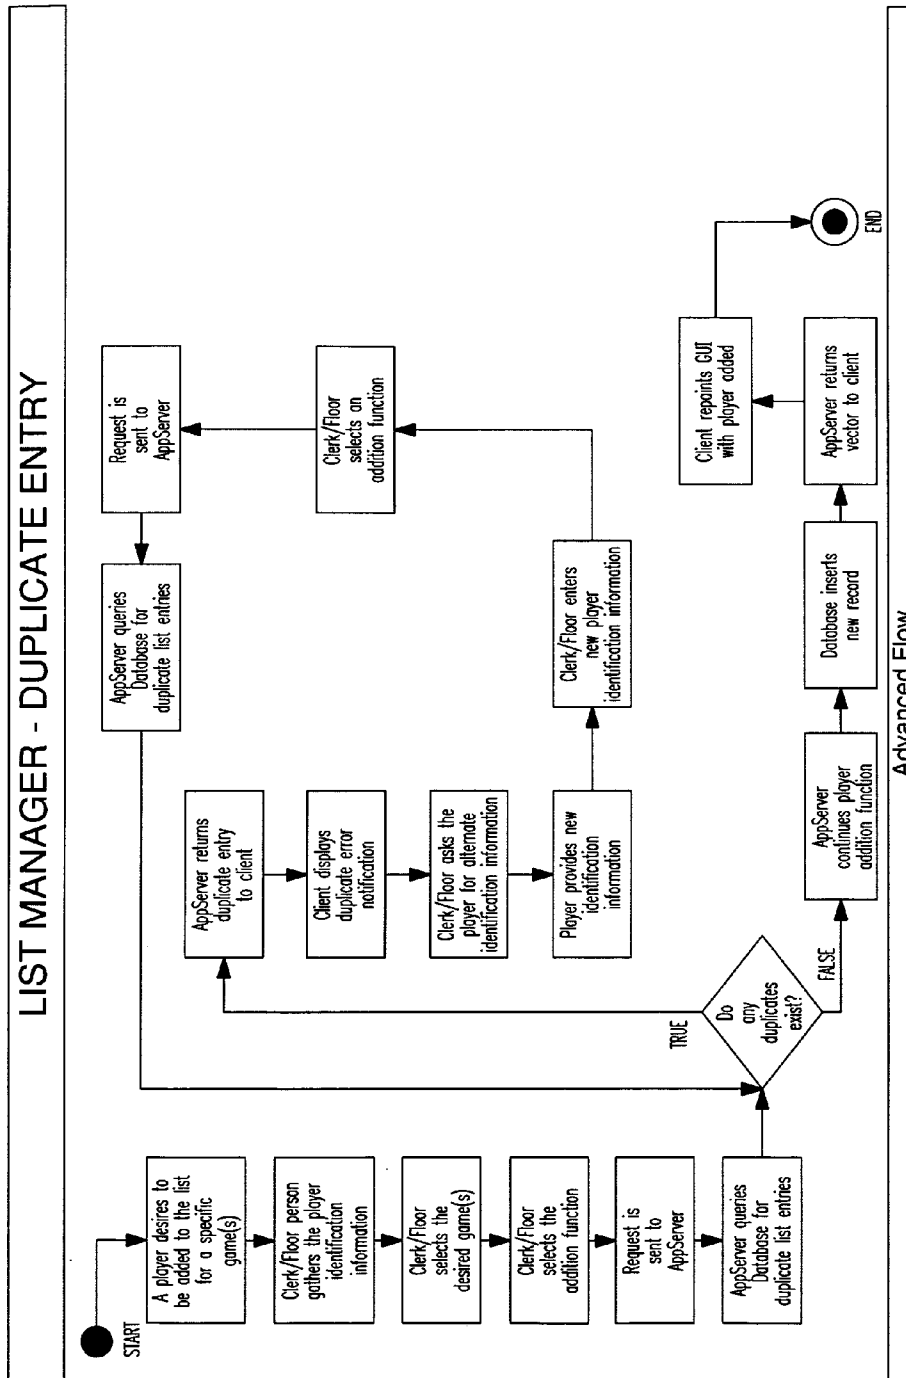 LIST MANAGER - DUPLICATE ENTRY
START
A player desires to
be added to the list
for a specific
game(s)
Clerk/Floor person
gathers the player
identification
information
Clerk/Floor
selects the
desired game(s)
Clerk/Floor
selects the
addition function
Request is
sent to
AppServer
AppServer queries
Database for
duplicate list entries
Do
any
duplicates
exist?
TRUE
FALSE
AppServer returns
duplicate entry
to client
Client displays
duplicate error
notification
Clerk/Floor asks the
player for alternate
identification information
Player provides new
identification
information
Clerk/Floor enters
new player
identification information
Clerk/Floor
selects an
addition function
Request is
sent to
AppServer
AppServer queries
Database for
duplicate list entries
AppServer
continues player
addition function
Database inserts
new record
AppServer returns
vector to client
Client repaints GUI
with player added
END
Advanced Flow